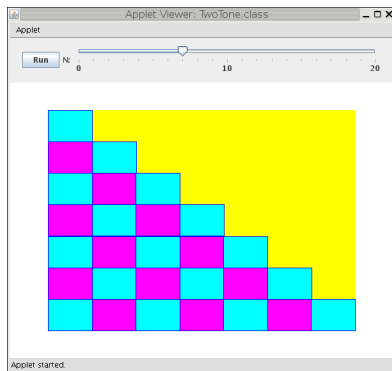 Applet Viewer: TwoTone.class
Applet
Run N:
0 10 20
Applet started.